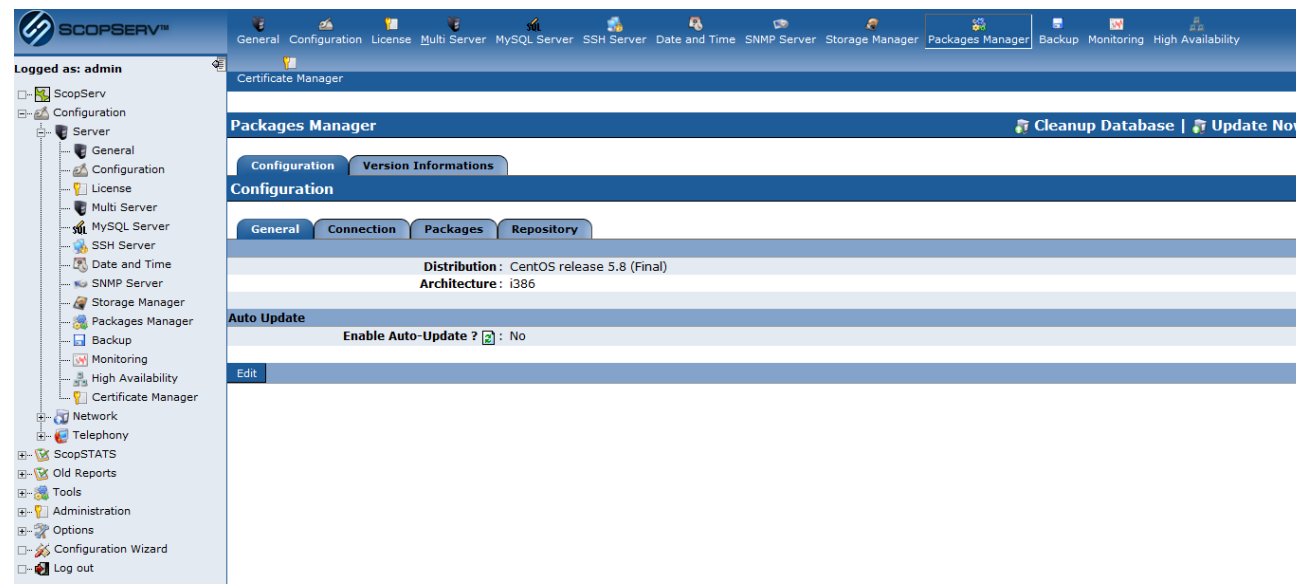 SCOPSERV™
General Configuration License Multi Server MySQL Server SSH Server Date and Time SNMP Server Storage Manager Packages Manager Backup Monitoring High Availability
Certificate Manager
Logged as: admin
ScopServ
Configuration
Server
General
Configuration
License
Multi Server
MySQL Server
SSH Server
Date and Time
SNMP Server
Storage Manager
Packages Manager
Backup
Monitoring
High Availability
Certificate Manager
Network
Telephony
ScopSTATS
Old Reports
Tools
Administration
Options
Configuration Wizard
Log out
Packages Manager
Cleanup Database | Update Now
Configuration Version Informations
Configuration
General Connection Packages Repository
Distribution : CentOS release 5.8 (Final)
Architecture : i386
Auto Update
Enable Auto-Update ? : No
Edit